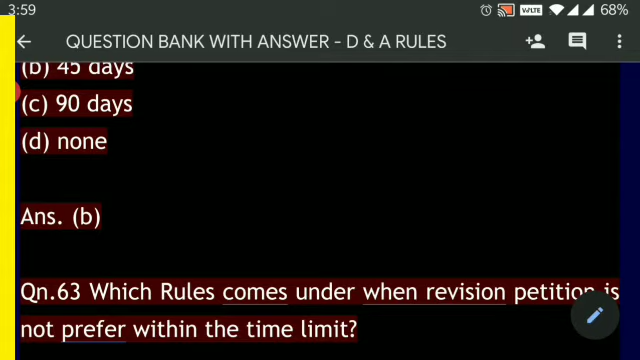 3:59 VoLTE 68%
QUESTION BANK WITH ANSWER - D & A RULES
(b) 45 days
(c) 90 days
(d) none
Ans. (b)
Qn.63 Which Rules comes under when revision petition is
not prefer within the time limit?